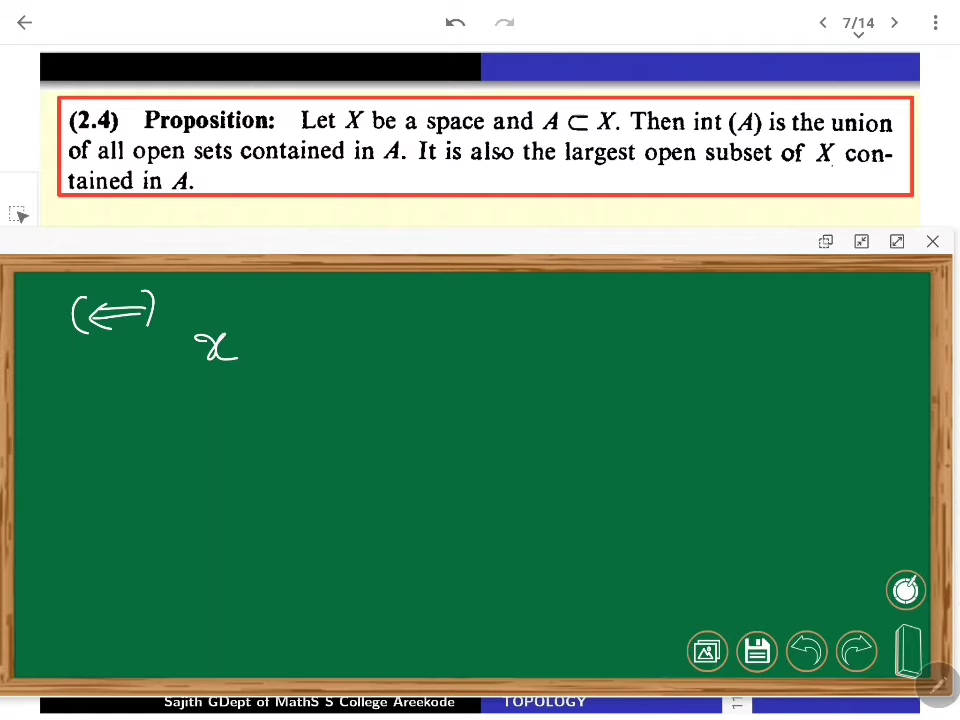 7/14
(2.4) Proposition: Let X be a space and A ⊂ X. Then int (A) is the union
of all open sets contained in A. It is also the largest open subset of X con-
tained in A.
(⇐)
x
Sajith GDept of MathS S College Areekode TOPOLOGY